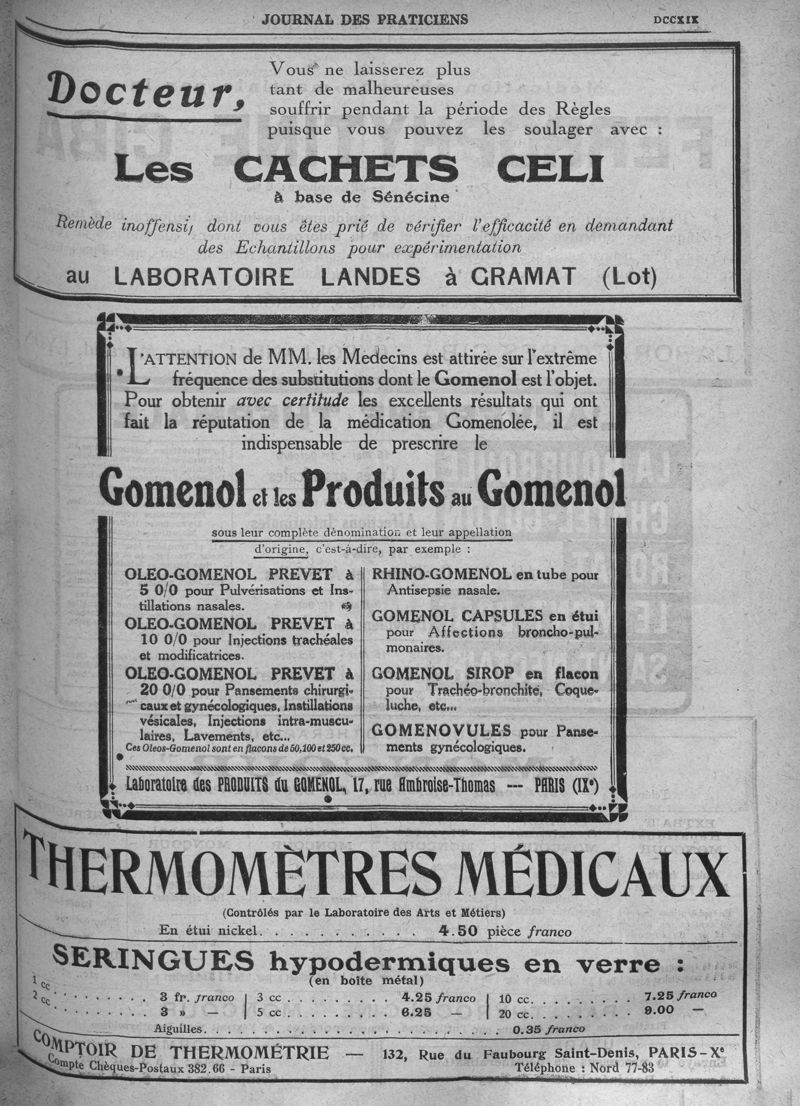 JOURNAL DES PRATICIENS DCCXIX
Docteur,
Vous ne laisserez plus
tant de malheureuses
souffrir pendant la période des Règles
puisque vous pouvez les soulager avec :
Les CACHETS CELI
à base de Sénécine
Remède inoffensif dont vous êtes prié de vérifier l'efficacité en demandant
des Echantillons pour expérimentation
au LABORATOIRE LANDES à GRAMAT (Lot)
L'ATTENTION de MM. les Medecins est attirée sur l'extrême
fréquence des substitutions dont le Gomenol est l'objet.
Pour obtenir avec certitude les excellents résultats qui ont
fait la réputation de la médication Gomenolée, il est
indispensable de prescrire le
Gomenol et les Produits au Gomenol
sous leur complète dénomination et leur appellation
d'origine, c'est-à-dire, par exemple :
OLEO-GOMENOL PREVET à
5 0/0 pour Pulvérisations et Ins-
tillations nasales.
OLEO-GOMENOL PREVET à
10 0/0 pour Injections trachéales
et modificatrices.
OLEO-GOMENOL PREVET à
20 0/0 pour Pansements chirurgi-
caux et gynécologiques, Instillations
vésicales, Injections intra-muscu-
laires, Lavements, etc...
Ces Oleos-Gomenol sont en flacons de 50, 100 et 250 cc.
RHINO-GOMENOL en tube pour
Antisepsie nasale.
GOMENOL CAPSULES en étui
pour Affections broncho-pul-
monaires.
GOMENOL SIROP en flacon
pour Trachéo-bronchite, Coque-
luche, etc...
GOMENOVULES pour Panse-
ments gynécologiques.
Laboratoire des PRODUITS du GOMENOL, 17, rue Ambroise-Thomas --- PARIS (IXe)
THERMOMÈTRES MÉDICAUX
(Contrôlés par le Laboratoire des Arts et Métiers)
En étui nickel. . . . . . . . . . . 4.50 pièce franco
SERINGUES hypodermiques en verre :
(en boîte métal)
1 cc . . . . . . . . 3 fr. franco
2 cc . . . . . . . . 3 » —
3 cc . . . . . . . . . 4.25 franco
5 cc . . . . . . . . . 6.25 —
10 cc. . . . . . . . . 7.25 franco
20 cc. . . . . . . . . 9.00 —
Aiguilles. . . . . . . . . . . . . . . . . . . . 0.35 franco
COMPTOIR DE THERMOMÉTRIE — 132, Rue du Faubourg Saint-Denis, PARIS-Xe
Compte Chèques-Postaux 382.66 - Paris Téléphone : Nord 77-83